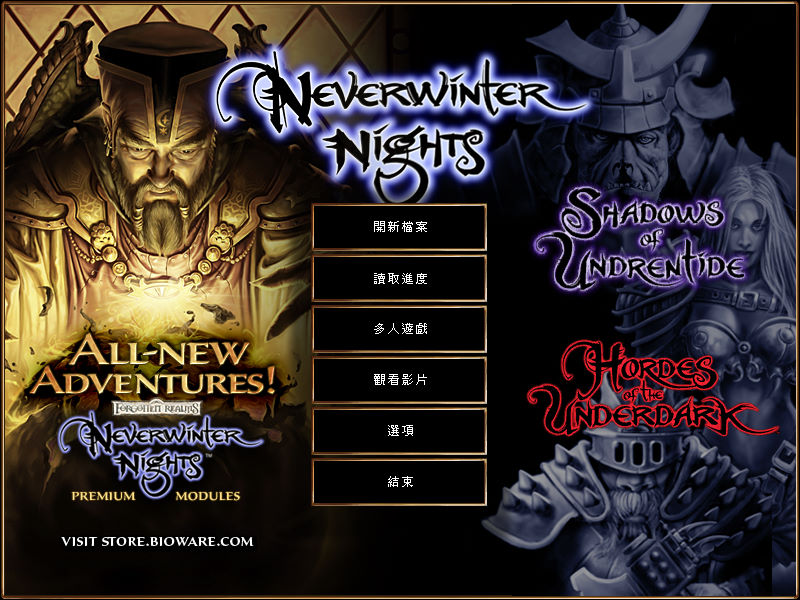 NEVERWINTER
NIGHTS
開新檔案
讀取進度
多人遊戲
觀看影片
選項
結束
SHADOWS
OF
UNDRENTIDE
HORDES
OF THE
UNDERDARK
ALL-NEW
ADVENTURES!
FORGOTTEN REALMS
NEVERWINTER
NIGHTS™
PREMIUM MODULES
VISIT STORE.BIOWARE.COM